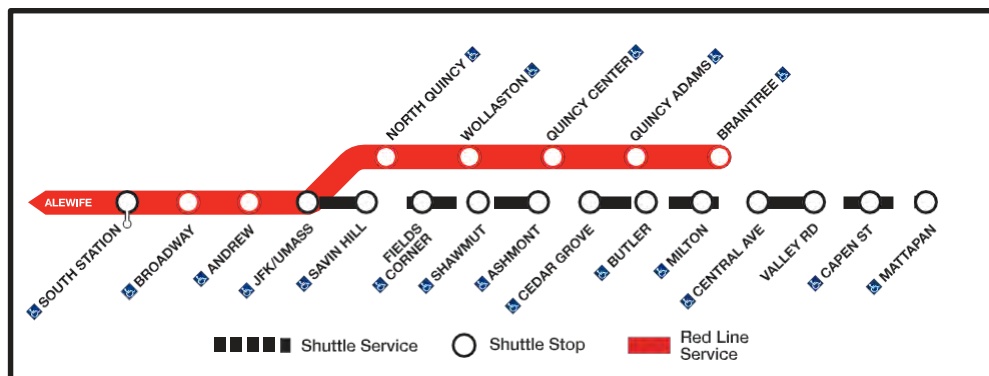 NORTH QUINCY
WOLLASTON
QUINCY CENTER
QUINCY ADAMS
BRAINTREE
ALEWIFE
SOUTH STATION
BROADWAY
ANDREW
JFK/UMASS
SAVIN HILL
FIELDS
CORNER
SHAWMUT
ASHMONT
CEDAR GROVE
BUTLER
MILTON
CENTRAL AVE
VALLEY RD
CAPEN ST
MATTAPAN
Shuttle Service
Shuttle Stop
Red Line
Service